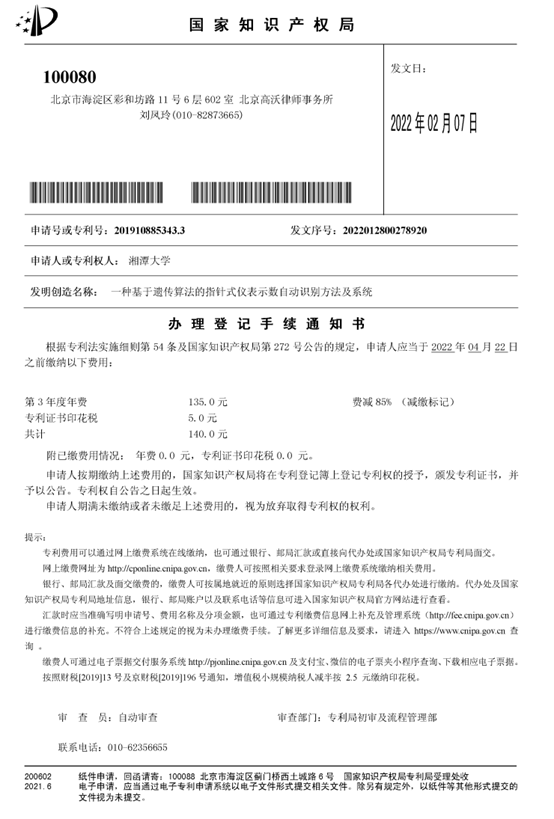 国家知识产权局
100080
北京市海淀区彩和坊路 11 号 6 层 602 室 北京高沃律师事务所
刘凤玲(010-82873665)
发文日：
2022 年 02 月 07 日
申请号或专利号：201910885343.3
发文序号：2022012800278920
申请人或专利权人： 湘潭大学
发明创造名称： 一种基于遗传算法的指针式仪表示数自动识别方法及系统
办理登记手续通知书
根据专利法实施细则第 54 条及国家知识产权局第 272 号公告的规定，申请人应当于 2022 年 04 月 22 日
之前缴纳以下费用：
第 3 年度年费 135.0 元 费减 85% （减缴标记）
专利证书印花税 5.0 元
共计 140.0 元
附已缴费用情况： 年费 0.0 元，专利证书印花税 0.0 元。
申请人按期缴纳上述费用的，国家知识产权局将在专利登记簿上登记专利权的授予，颁发专利证书，并
予以公告。专利权自公告之日起生效。
申请人期满未缴纳或者未缴足上述费用的，视为放弃取得专利权的权利。
提示：
专利费用可以通过网上缴费系统在线缴纳，也可通过银行、邮局汇款或直接向代办处或国家知识产权局专利局面交。
网上缴费网址为 http://cponline.cnipa.gov.cn，缴费人可按照相关要求登录网上缴费系统缴纳相关费用。
银行、邮局汇款及面交缴费的，缴费人可按属地就近的原则选择国家知识产权局专利局各代办处进行缴纳。代办处及国家
知识产权局专利局地址信息，银行、邮局账户以及联系电话等信息可进入国家知识产权局官方网站进行查看。
汇款时应当准确写明申请号、费用名称及分项金额，也可通过专利缴费信息网上补充及管理系统（http://fee.cnipa.gov.cn）
进行缴费信息的补充。不符合上述规定的视为未办理缴费手续。了解更多详细信息及要求，请进入 https://www.cnipa.gov.cn 查
询 。
缴费人可通过电子票据交付服务系统 http://pjonline.cnipa.gov.cn 及支付宝、微信的电子票夹小程序查询、下载相应电子票据。
按照财税[2019]13 号及京财税[2019]196 号通知，增值税小规模纳税人减半按 2.5 元缴纳印花税。
审 查 员：自动审查
审查部门：专利局初审及流程管理部
联系电话：010-62356655
200602 纸件申请，回函请寄：100088 北京市海淀区蓟门桥西土城路 6 号 国家知识产权局专利局受理处收
2021.6 电子申请，应当通过电子专利申请系统以电子文件形式提交相关文件。除另有规定外，以纸件等其他形式提交的
文件视为未提交。